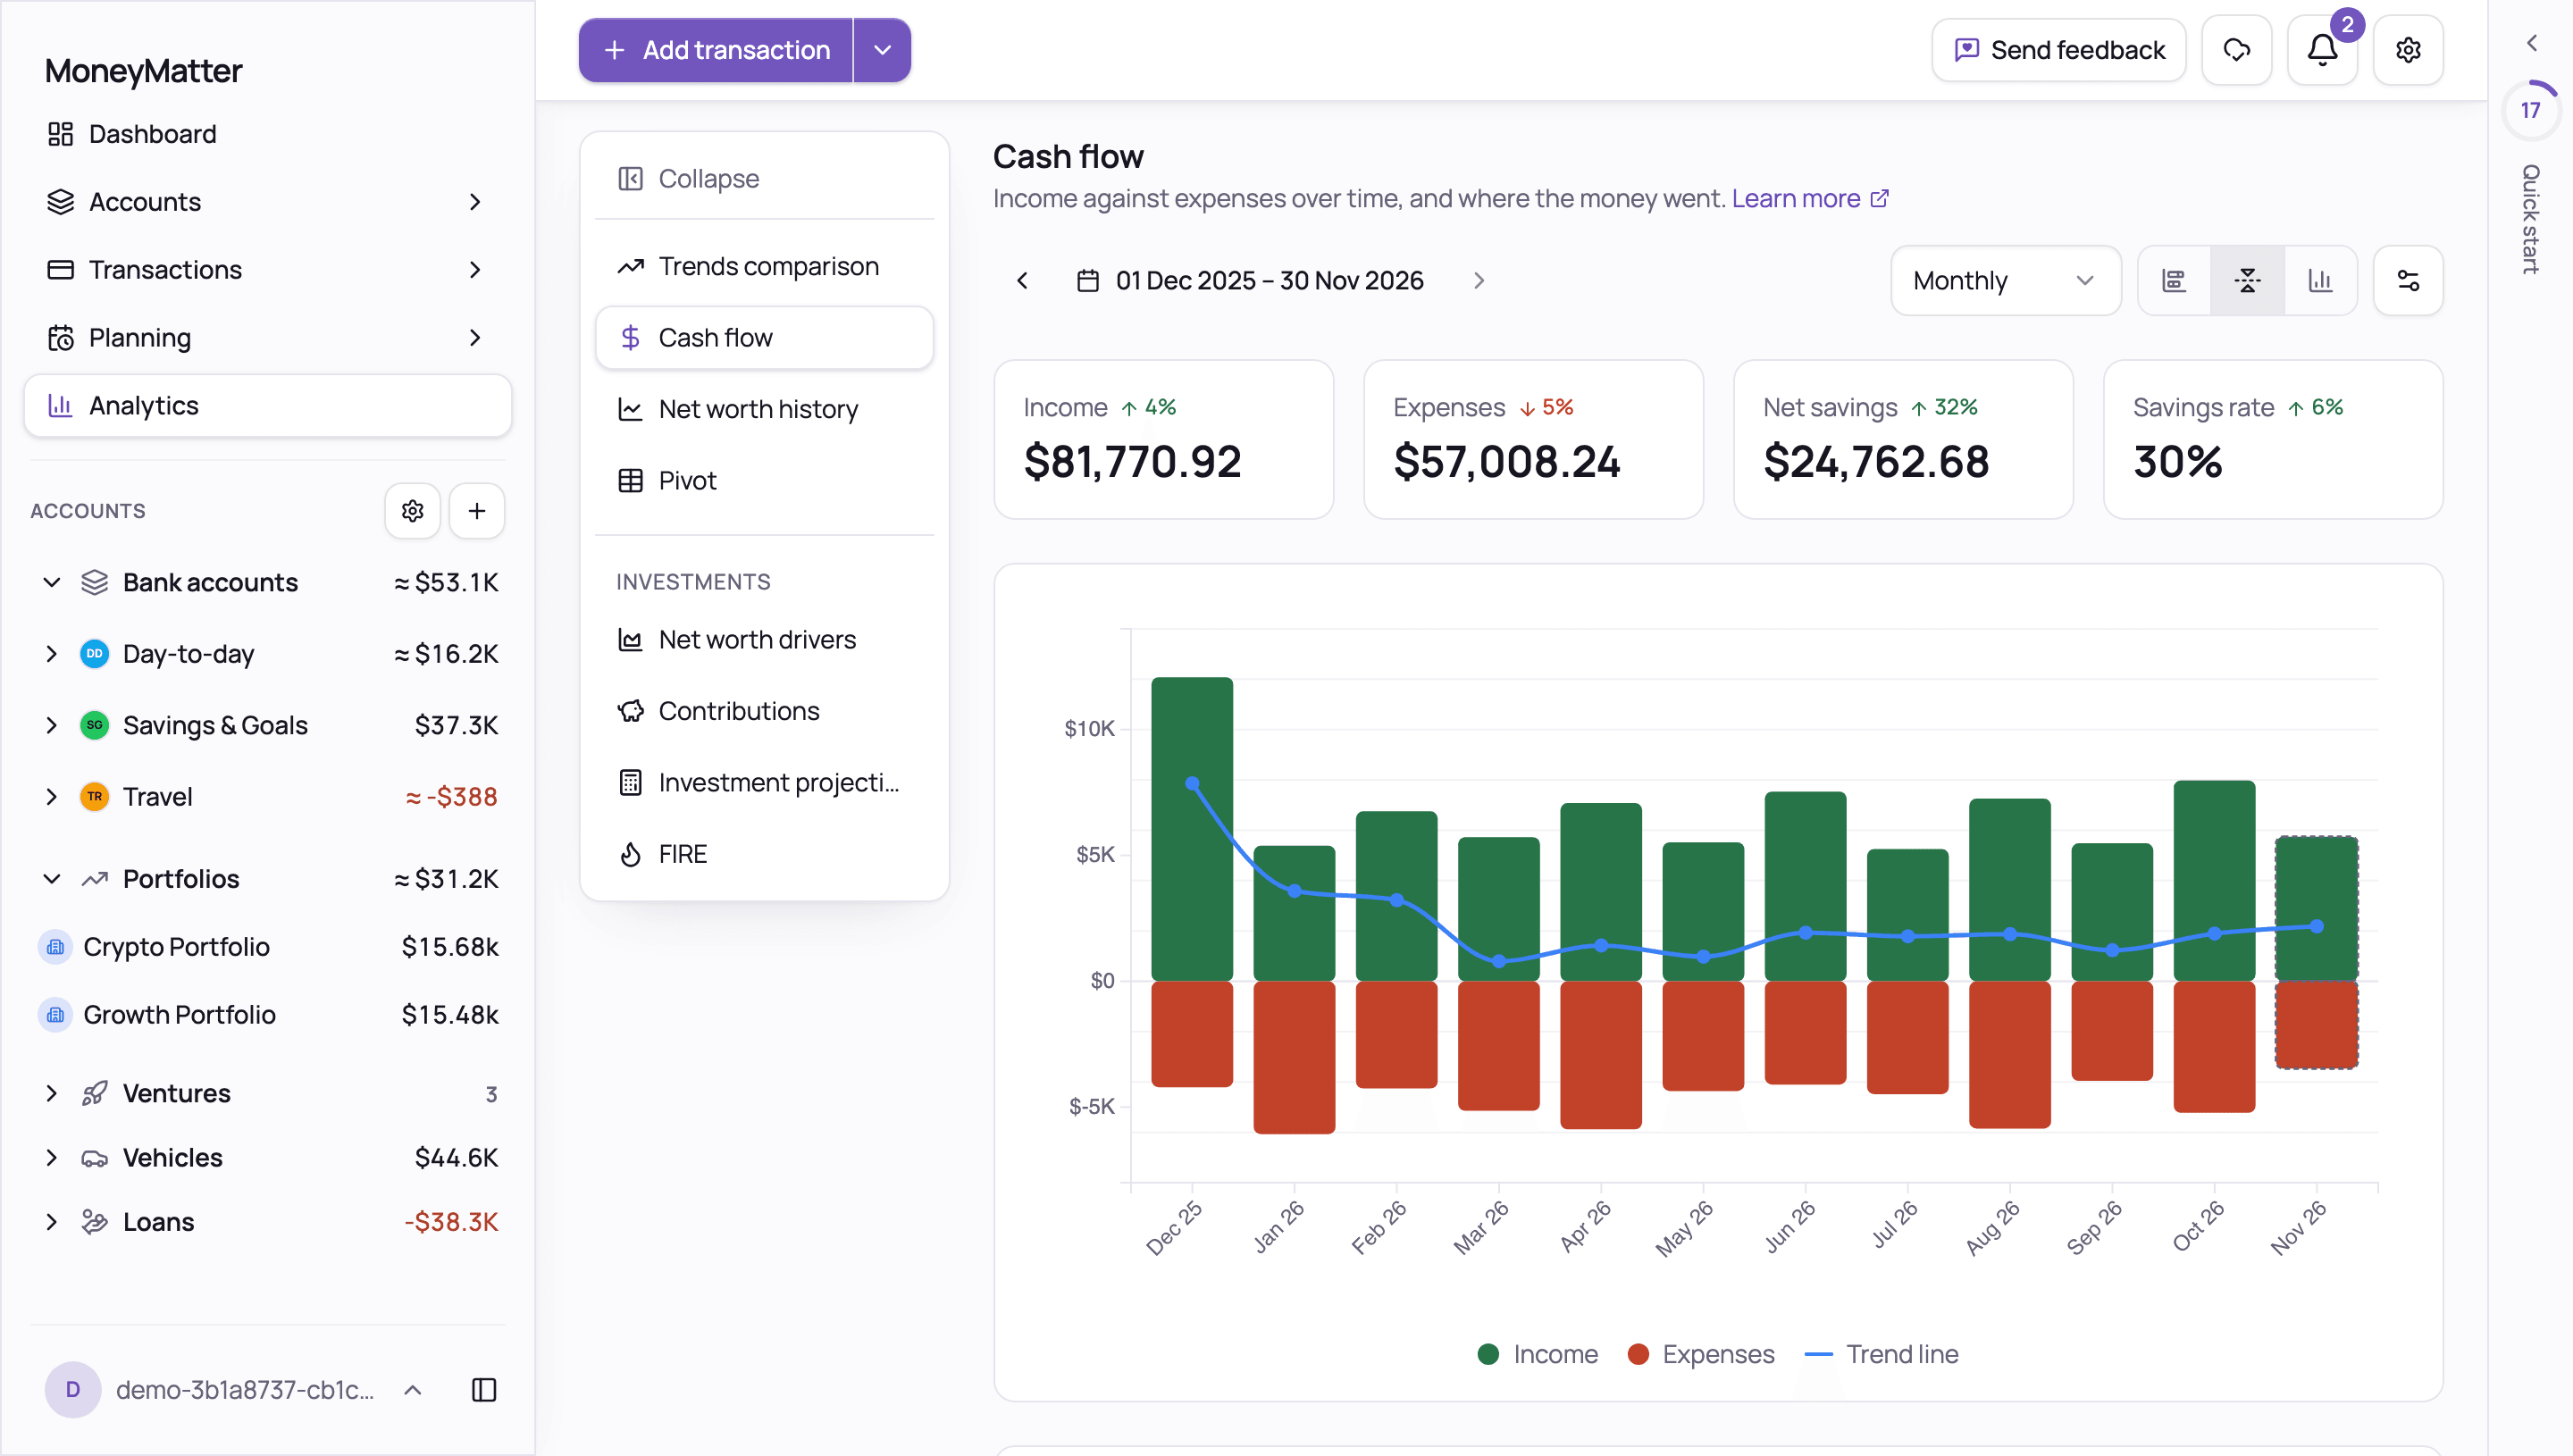 MoneyMatter
Dashboard
Accounts
Transactions
Planning
Analytics
ACCOUNTS
Bank accounts ≈ $53.1K
DD Day-to-day ≈ $16.2K
SG Savings & Goals $37.3K
TR Travel ≈ -$388
Portfolios ≈ $31.2K
Crypto Portfolio $15.68k
Growth Portfolio $15.48k
Ventures 3
Vehicles $44.6K
Loans -$38.3K
D demo-3b1a8737-cb1c...
Add transaction
Send feedback
2
Collapse
Trends comparison
Cash flow
Net worth history
Pivot
INVESTMENTS
Net worth drivers
Contributions
Investment projecti...
FIRE
Cash flow
Income against expenses over time, and where the money went. Learn more
01 Dec 2025 – 30 Nov 2026
Monthly
Income ↑ 4%
$81,770.92
Expenses ↓ 5%
$57,008.24
Net savings ↑ 32%
$24,762.68
Savings rate ↑ 6%
30%
$10K
$5K
$0
$-5K
Dec 25
Jan 26
Feb 26
Mar 26
Apr 26
May 26
Jun 26
Jul 26
Aug 26
Sep 26
Oct 26
Nov 26
Income
Expenses
Trend line
17
Quick start